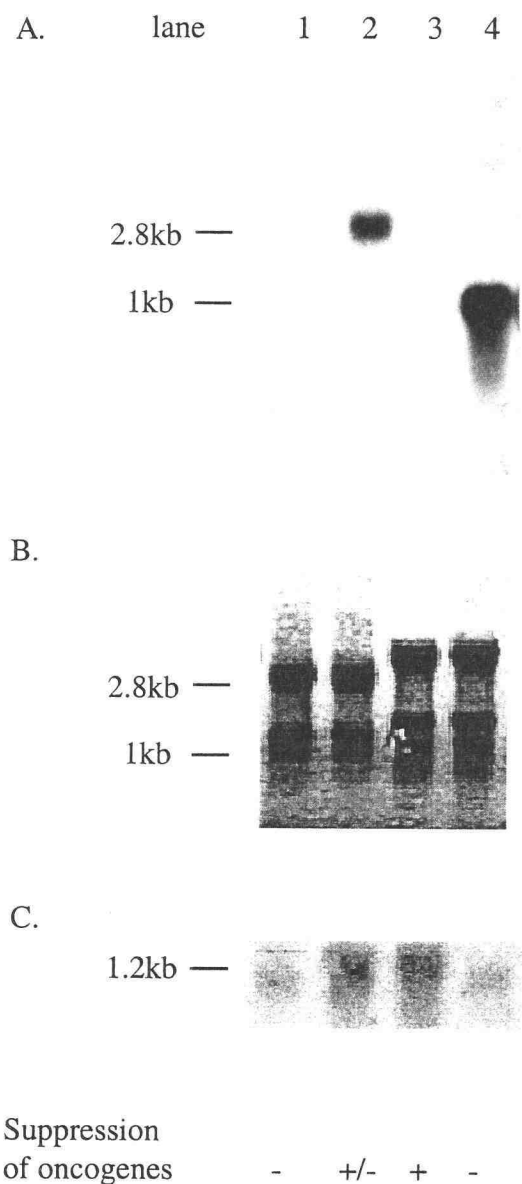 A. lane 1 2 3 4
2.8kb
1kb
B.
2.8kb
1kb
C.
1.2kb
Suppression
of oncogenes - +/- + -